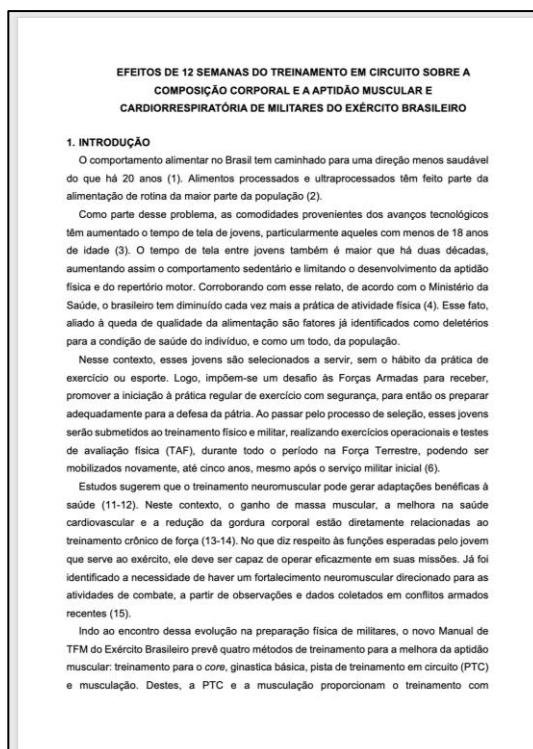 EFEITOS DE 12 SEMANAS DO TREINAMENTO EM CIRCUITO SOBRE A
COMPOSIÇÃO CORPORAL E A APTIDÃO MUSCULAR E
CARDIORRESPIRATÓRIA DE MILITARES DO EXÉRCITO BRASILEIRO
1. INTRODUÇÃO
O comportamento alimentar no Brasil tem caminhado para uma direção menos saudável
do que há 20 anos (1). Alimentos processados e ultraprocessados têm feito parte da
alimentação de rotina da maior parte da população (2).
Como parte desse problema, as comodidades provenientes dos avanços tecnológicos
têm aumentado o tempo de tela de jovens, particularmente aqueles com menos de 18 anos
de idade (3). O tempo de tela entre jovens também é maior que há duas décadas,
aumentando assim o comportamento sedentário e limitando o desenvolvimento da aptidão
física e do repertório motor. Corroborando com esse relato, de acordo com o Ministério da
Saúde, o brasileiro tem diminuído cada vez mais a prática de atividade física (4). Esse fato,
aliado à queda de qualidade da alimentação são fatores já identificados como deletérios
para a condição de saúde do indivíduo, e como um todo, da população.
Nesse contexto, esses jovens são selecionados a servir, sem o hábito da prática de
exercício ou esporte. Logo, impõem-se um desafio às Forças Armadas para receber,
promover a iniciação à prática regular de exercício com segurança, para então os preparar
adequadamente para a defesa da pátria. Ao passar pelo processo de seleção, esses jovens
serão submetidos ao treinamento físico e militar, realizando exercícios operacionais e testes
de avaliação física (TAF), durante todo o período na Força Terrestre, podendo ser
mobilizados novamente, até cinco anos, mesmo após o serviço militar inicial (6).
Estudos sugerem que o treinamento neuromuscular pode gerar adaptações benéficas à
saúde (11-12). Neste contexto, o ganho de massa muscular, a melhora na saúde
cardiovascular e a redução da gordura corporal estão diretamente relacionadas ao
treinamento crônico de força (13-14). No que diz respeito às funções esperadas pelo jovem
que serve ao exército, ele deve ser capaz de operar eficazmente em suas missões. Já foi
identificado a necessidade de haver um fortalecimento neuromuscular direcionado para as
atividades de combate, a partir de observações e dados coletados em conflitos armados
recentes (15).
Indo ao encontro dessa evolução na preparação física de militares, o novo Manual de
TFM do Exército Brasileiro prevê quatro métodos de treinamento para a melhora da aptidão
muscular: treinamento para o core, ginastica básica, pista de treinamento em circuito (PTC)
e musculação. Destes, a PTC e a musculação proporcionam o treinamento com